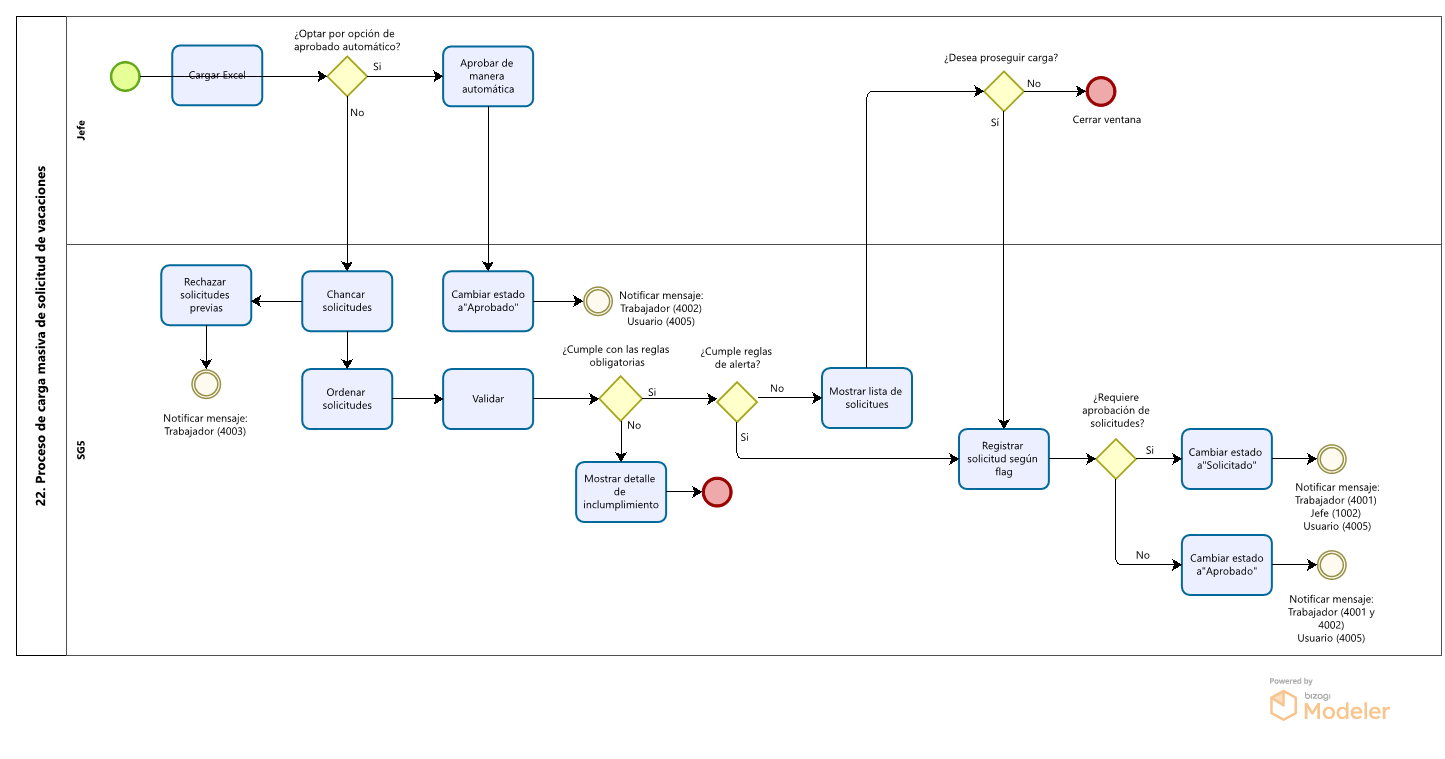 22. Proceso de carga masiva de solicitud de vacaciones
Jefe
Cargar Excel
¿Optar por opción de
aprobado automático?
Si
No
Aprobar de
manera
automática
¿Desea proseguir carga?
No
Sí
Cerrar ventana
SG5
Rechazar
solicitudes
previas
Chancar
solicitudes
Cambiar estado
a"Aprobado"
Notificar mensaje:
Trabajador (4002)
Usuario (4005)
Notificar mensaje:
Trabajador (4003)
Ordenar
solicitudes
Validar
¿Cumple con las reglas
obligatorias
Si
No
¿Cumple reglas
de alerta?
No
Si
Mostrar lista de
solicitues
Mostrar detalle
de
inclumplimiento
Registrar
solicitud según
flag
¿Requiere
aprobación de
solicitudes?
Si
No
Cambiar estado
a"Solicitado"
Notificar mensaje:
Trabajador (4001)
Jefe (1002)
Usuario (4005)
Cambiar estado
a"Aprobado"
Notificar mensaje:
Trabajador (4001 y
4002)
Usuario (4005)
Powered by
bizagi
Modeler